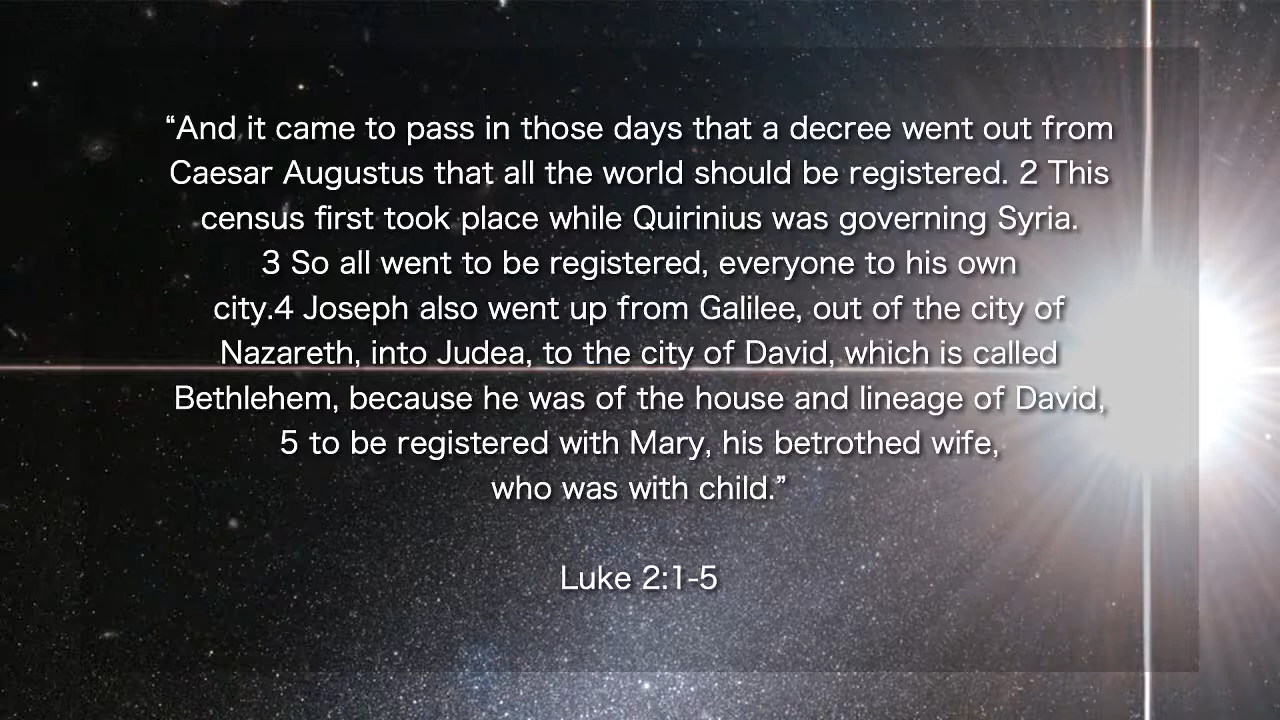 “And it came to pass in those days that a decree went out from
Caesar Augustus that all the world should be registered. 2 This
census first took place while Quirinius was governing Syria.
3 So all went to be registered, everyone to his own
city.4 Joseph also went up from Galilee, out of the city of
Nazareth, into Judea, to the city of David, which is called
Bethlehem, because he was of the house and lineage of David,
5 to be registered with Mary, his betrothed wife,
who was with child.”
Luke 2:1-5